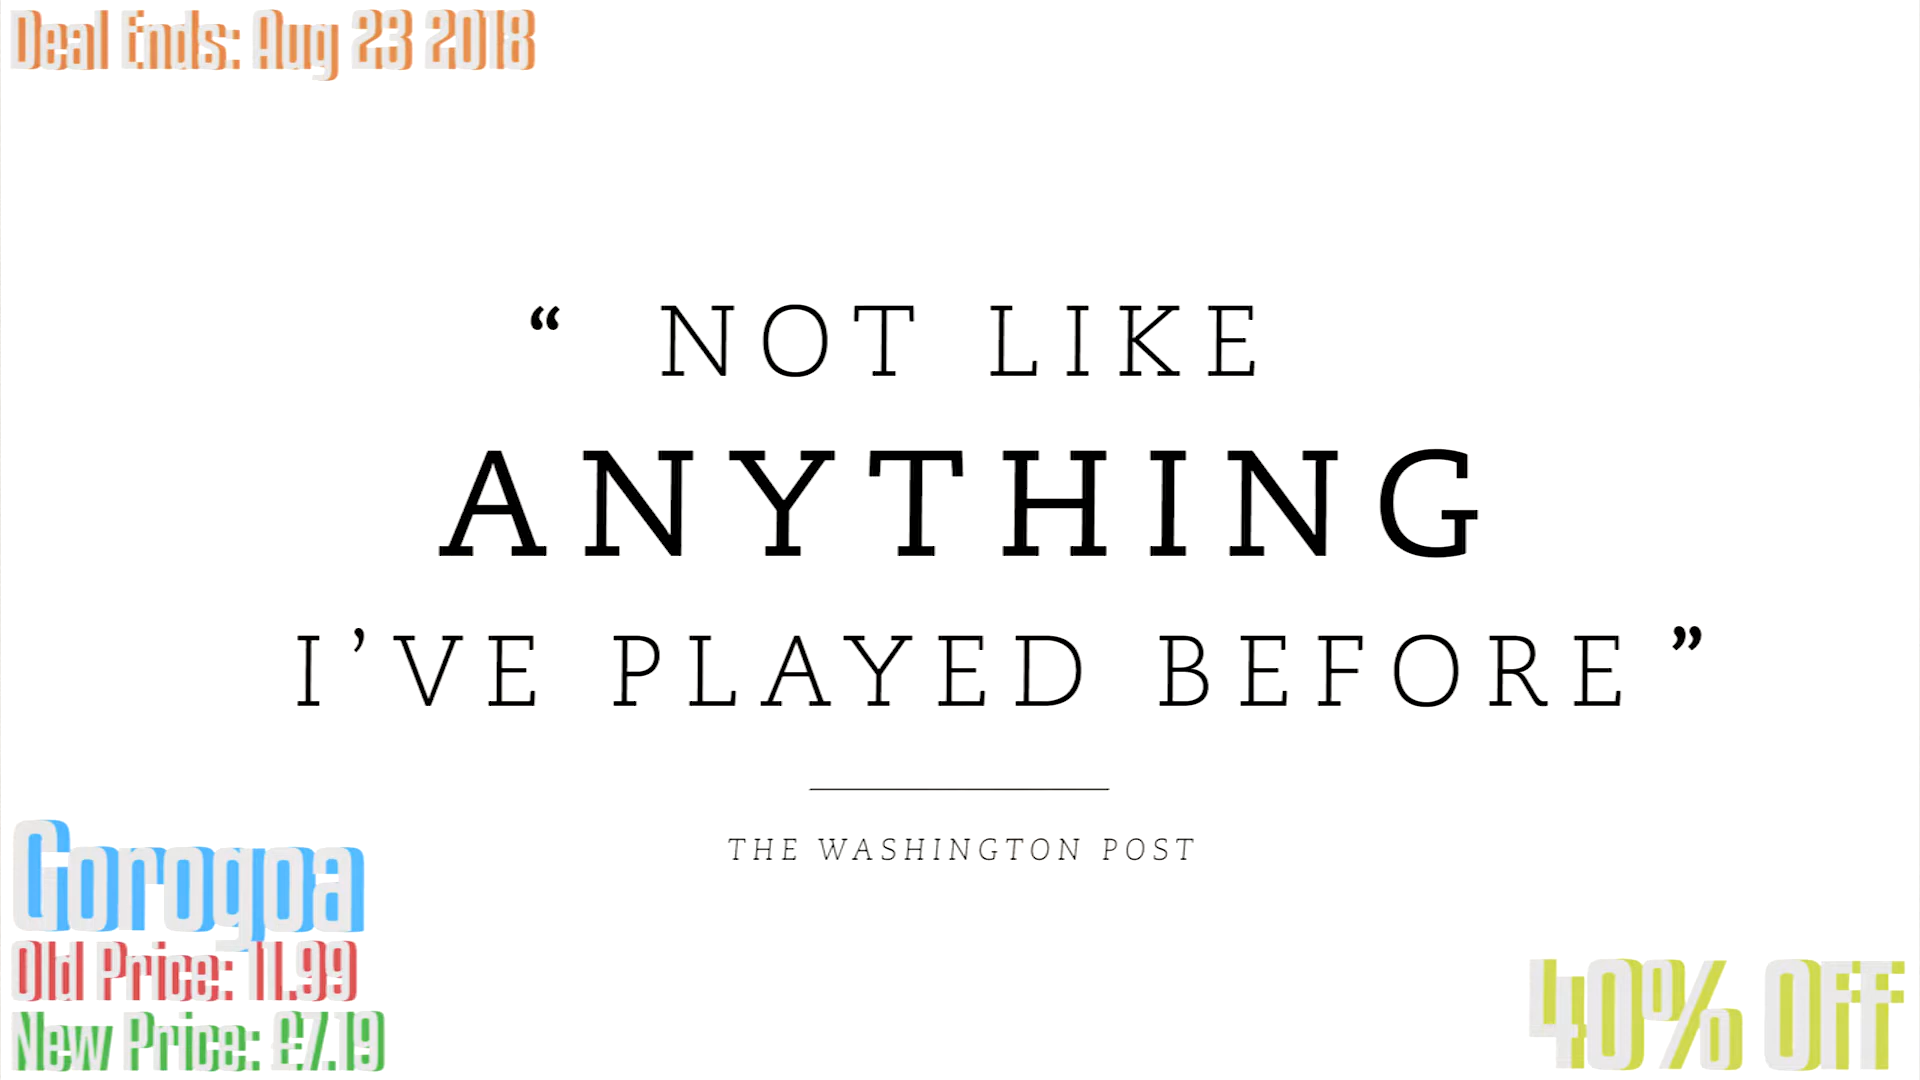 Deal Ends: Aug 23 2018
“ NOT LIKE
ANYTHING
I’VE PLAYED BEFORE ”
THE WASHINGTON POST
Gorogoa
Old Price: 11.99
New Price: £7.19
40% Off